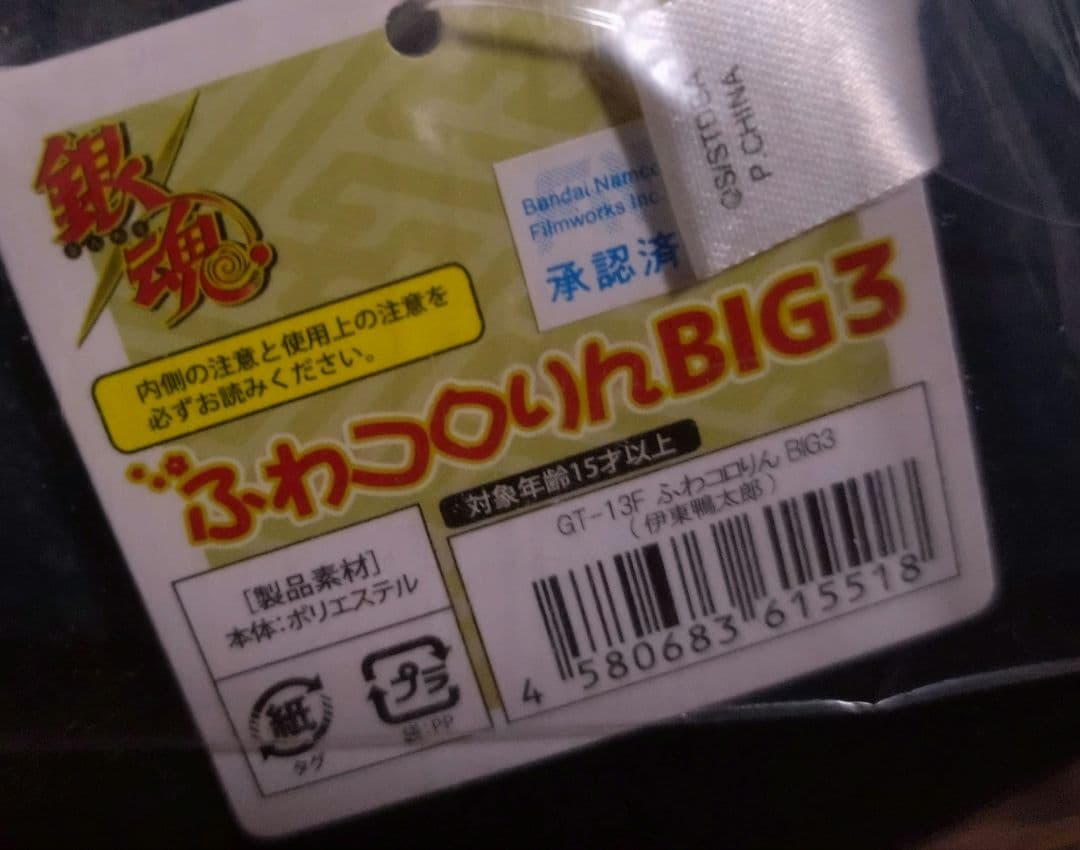 銀魂
Bandai Namco
Filmworks Inc.
承認済
P. CHINA
内側の注意と使用上の注意を
必ずお読みください。
ふわコロりんBIG3
対象年齢15才以上
GT-13F ふわコロりん BIG3
(伊東鴨太郎)
4 580683 615518
[製品素材]
本体:ポリエステル
紙
タグ
プラ
袋:PP